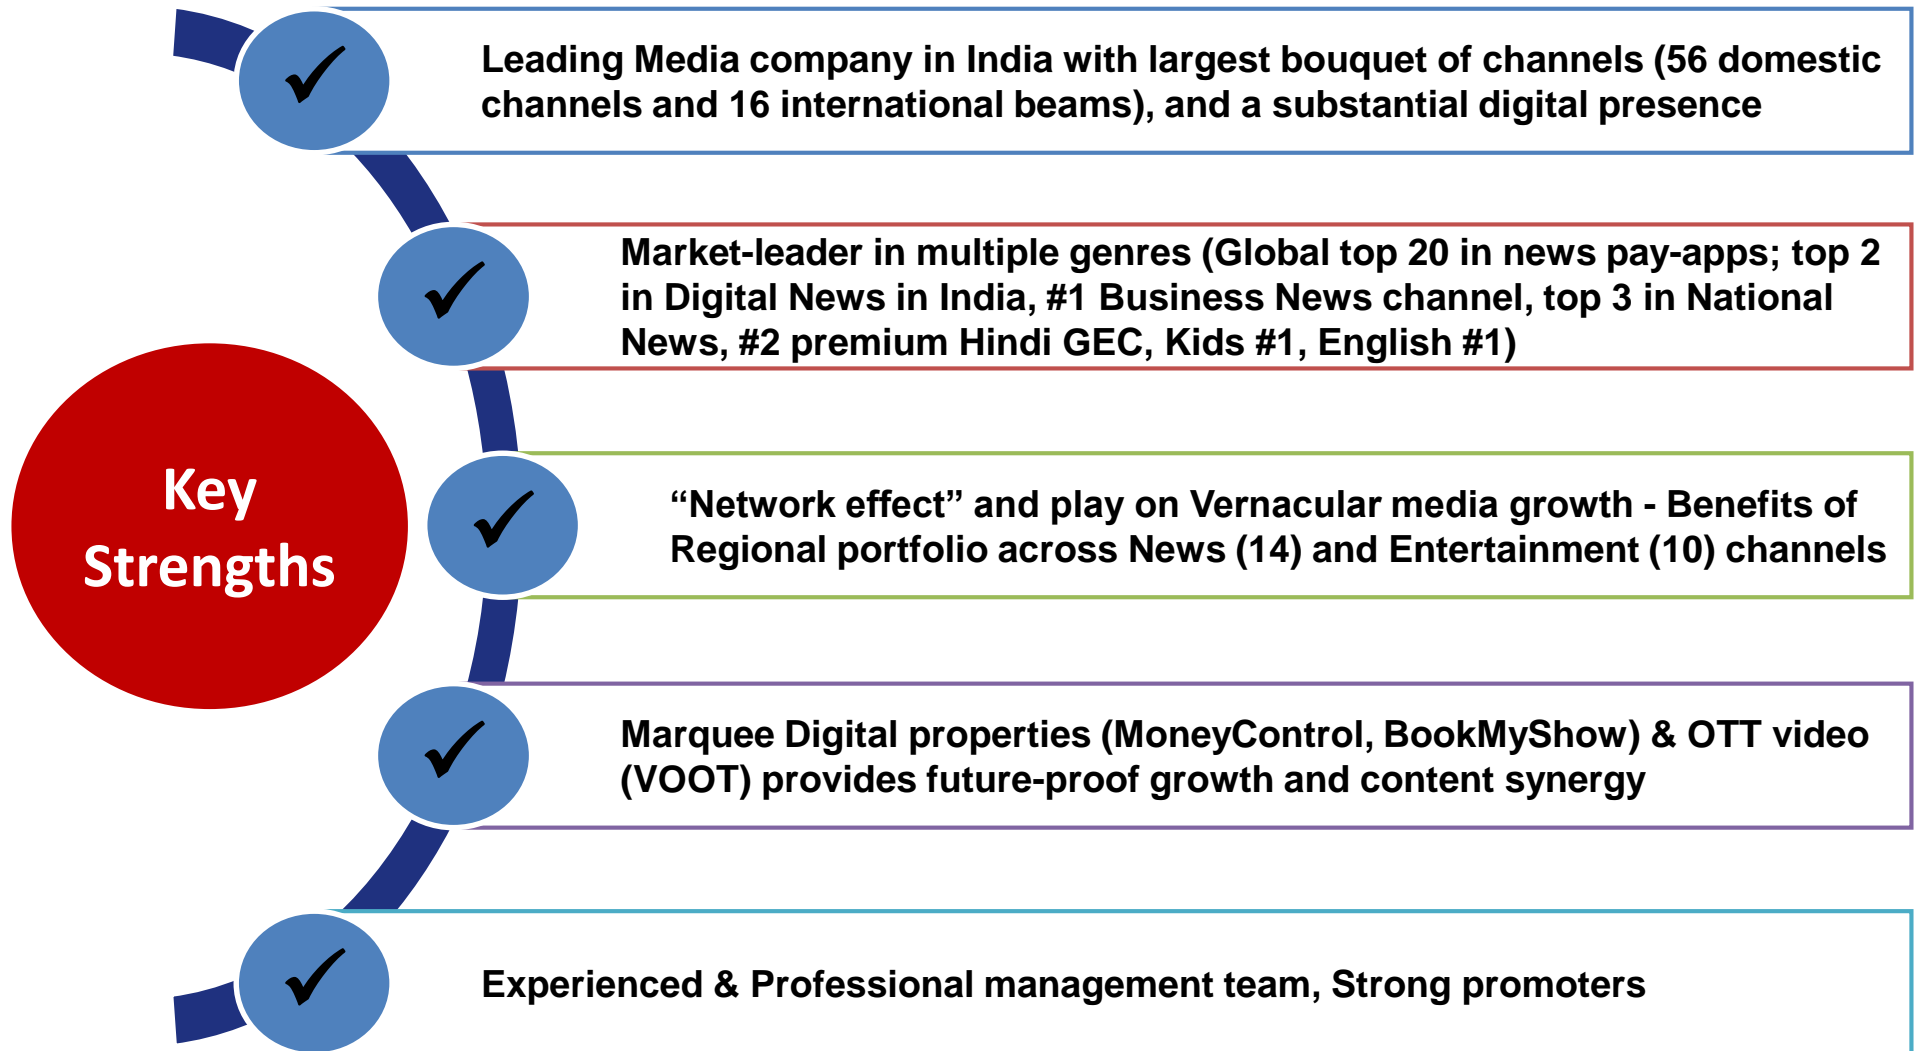 Leading Media company in India with largest bouquet of channels (56 domestic
channels and 16 international beams), and a substantial digital presence
Market-leader in multiple genres (Global top 20 in news pay-apps; top 2
in Digital News in India, #1 Business News channel, top 3 in National
News, #2 premium Hindi GEC, Kids #1, English #1)
Key
Strengths
“Network effect” and play on Vernacular media growth - Benefits of
Regional portfolio across News (14) and Entertainment (10) channels
Marquee Digital properties (MoneyControl, BookMyShow) & OTT video
(VOOT) provides future-proof growth and content synergy
Experienced & Professional management team, Strong promoters